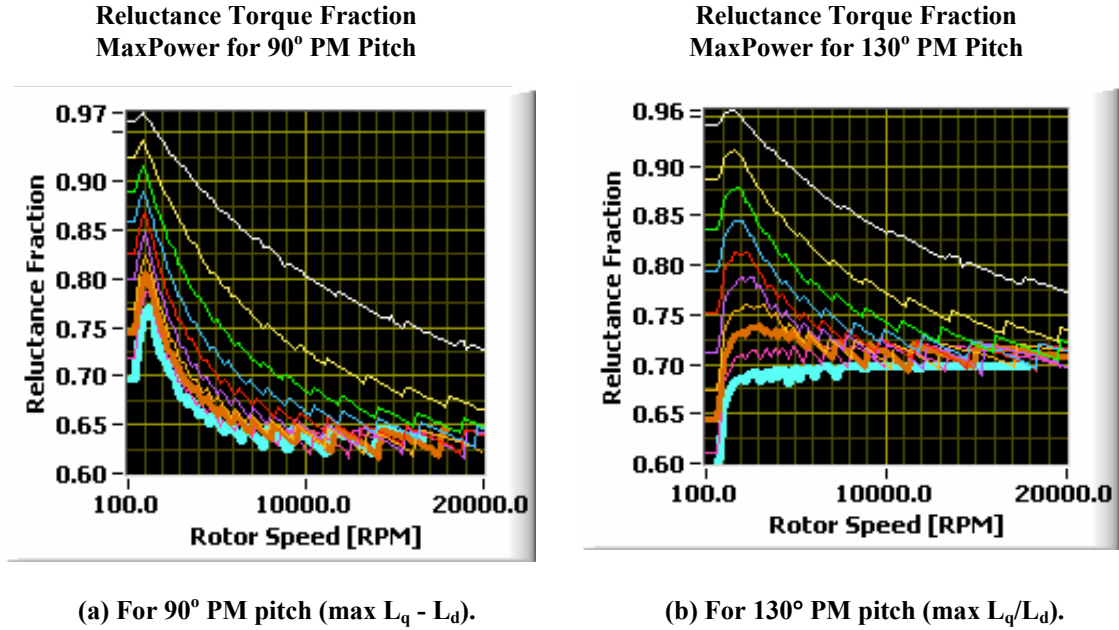 Reluctance Torque Fraction
MaxPower for 90° PM Pitch
0.97
0.90
0.85
0.80
0.75
0.70
0.65
0.60
Reluctance Fraction
100.0 10000.0 20000.0
Rotor Speed [RPM]
(a) For 90° PM pitch (max Lq - Ld).
Reluctance Torque Fraction
MaxPower for 130° PM Pitch
0.96
0.90
0.85
0.80
0.75
0.70
0.65
0.60
Reluctance Fraction
100.0 10000.0 20000.0
Rotor Speed [RPM]
(b) For 130° PM pitch (max Lq/Ld).